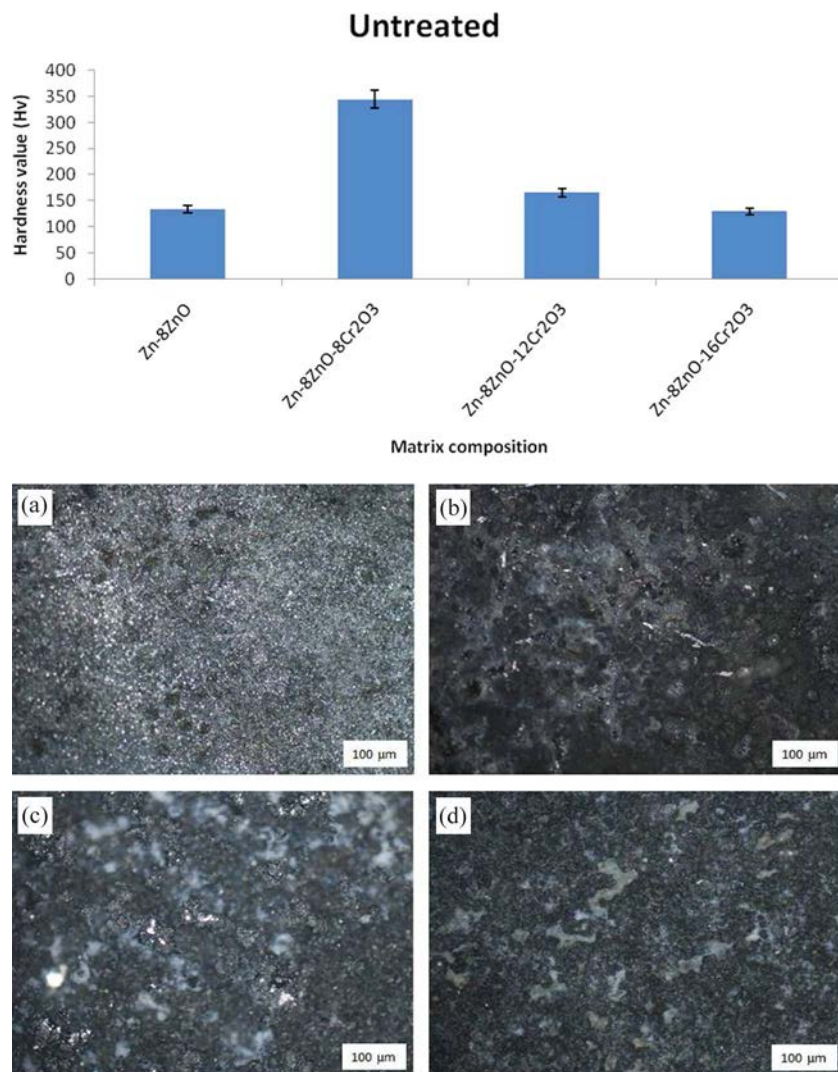 Untreated
Hardness value (Hv)
400
350
300
250
200
150
100
50
0
Zn-8ZnO
Zn-8ZnO-8Cr2O3
Zn-8ZnO-12Cr2O3
Zn-8ZnO-16Cr2O3
Matrix composition
(a)
100 μm
(b)
100 μm
(c)
100 μm
(d)
100 μm